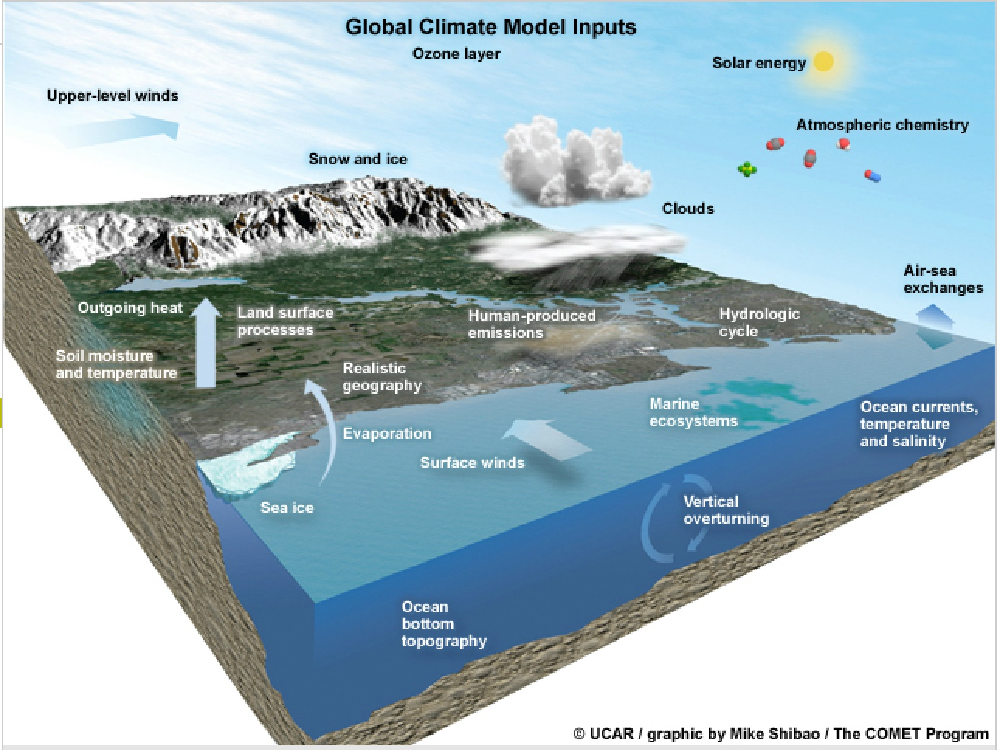 Global Climate Model Inputs
Ozone layer
Solar energy
Upper-level winds
Atmospheric chemistry
Snow and ice
Clouds
Air-sea
exchanges
Outgoing heat
Land surface
processes
Human-produced
emissions
Hydrologic
cycle
Soil moisture
and temperature
Realistic
geography
Marine
ecosystems
Ocean currents,
temperature
and salinity
Evaporation
Surface winds
Sea ice
Vertical
overturning
Ocean
bottom
topography
© UCAR / graphic by Mike Shibao / The COMET Program